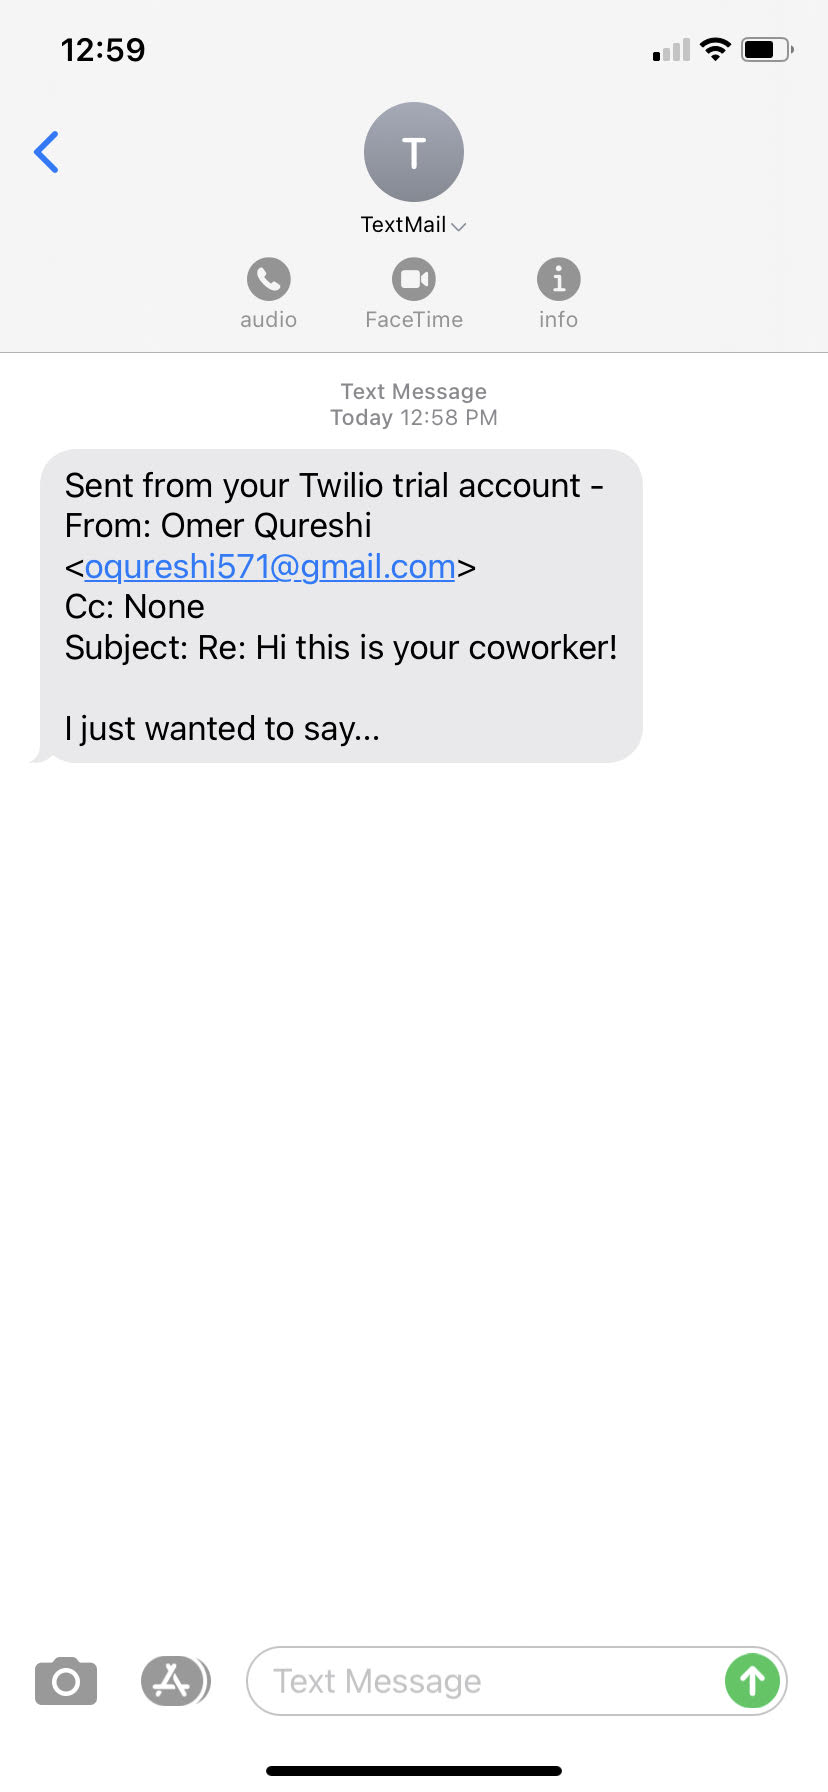 12:59
T
TextMail
audio
FaceTime
info
Text Message
Today 12:58 PM
Sent from your Twilio trial account -
From: Omer Qureshi
<oqureshi571@gmail.com>
Cc: None
Subject: Re: Hi this is your coworker!
I just wanted to say...
Text Message